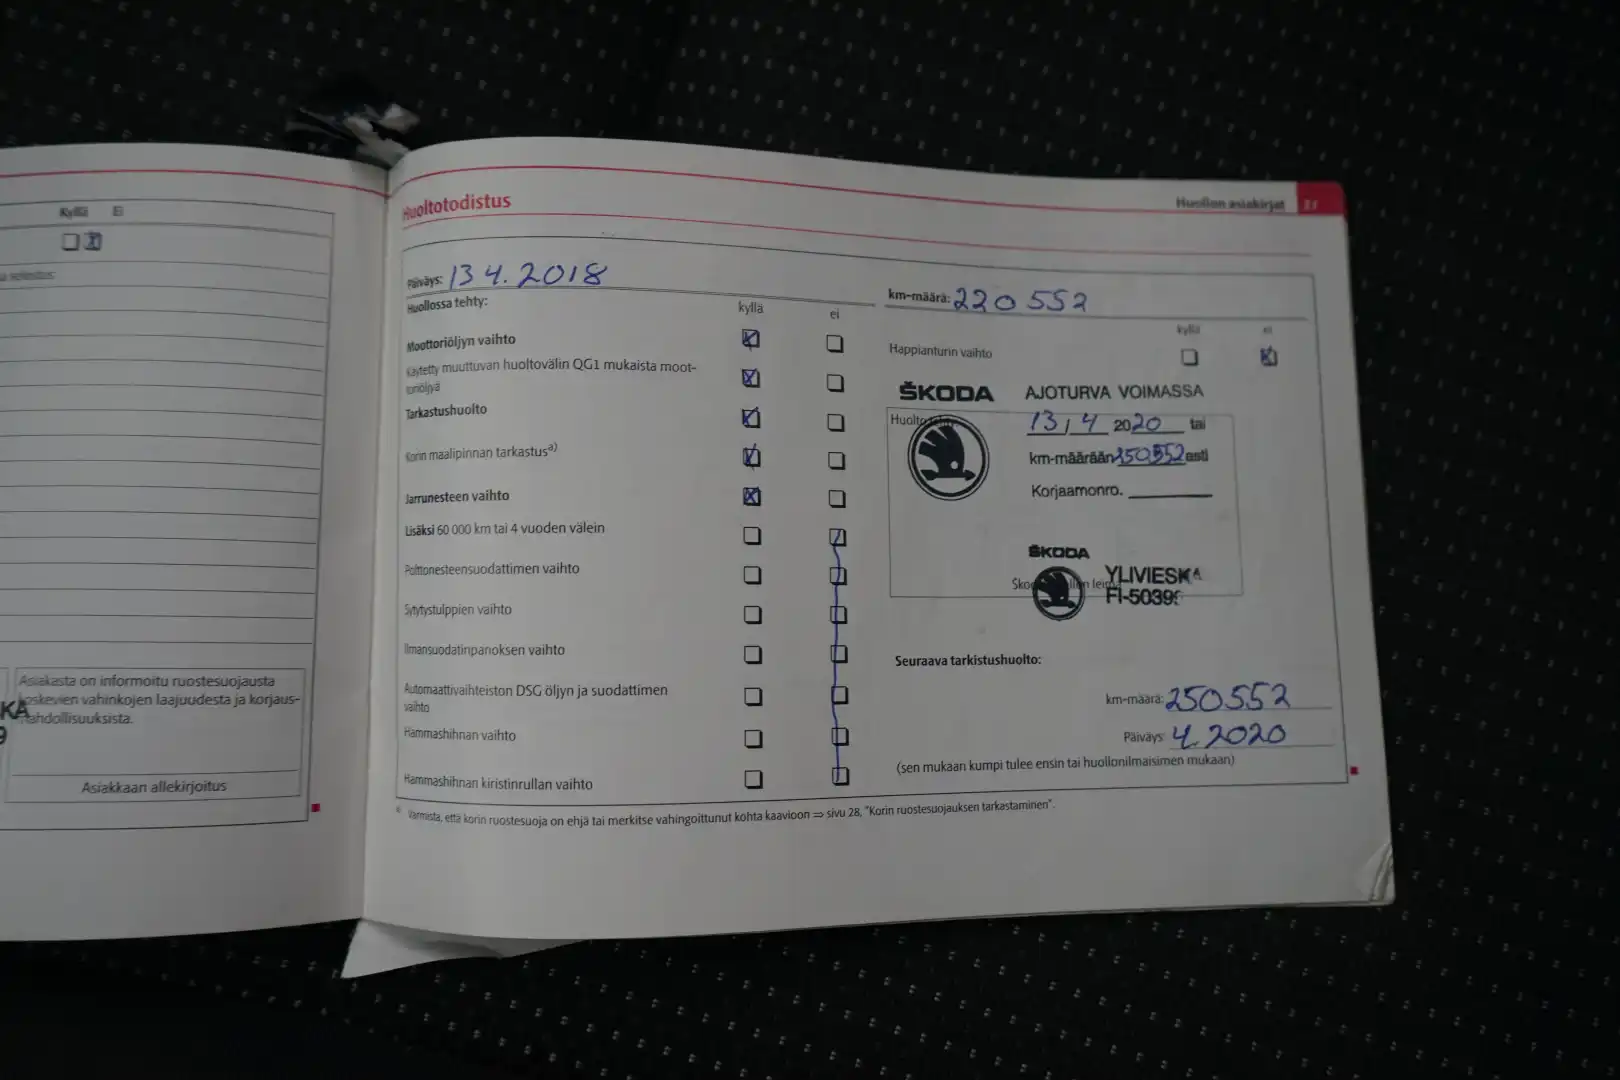 Kyllä Ei
Asiakasta on informoitu ruostesuojausta
koskevien vahinkojen laajuudesta ja korjaus-
mahdollisuuksista.
KA
9
Asiakkaan allekirjoitus
Huoltotodistus
Huollon asiakirjat
Päiväys: 13 4. 2018
km-määrä: 220 552
Huollossa tehty:
kyllä ei
kyllä ei
Moottoriöljyn vaihto
Käytetty muuttuvan huoltovälin QG1 mukaista moot-
toriöljyä
Tarkastushuolto
Korin maalipinnan tarkastus a)
Jarrunesteen vaihto
Lisäksi 60 000 km tai 4 vuoden välein
Polttonesteensuodattimen vaihto
Sytytystulppien vaihto
Ilmansuodatinpanoksen vaihto
Automaattivaihteiston DSG öljyn ja suodattimen
vaihto
Hammashihnan vaihto
Hammashihnan kiristinrullan vaihto
Happianturin vaihto
ŠKODA AJOTURVA VOIMASSA
13, 4 2020 tai
km-määrään 250552 asti
Korjaamonro.
ŠKODA
YLIVIESKA
FI-5039
Seuraava tarkistushuolto:
km-määrä: 250552
Päiväys: 4. 2020
(sen mukaan kumpi tulee ensin tai huollonilmaisimen mukaan)
Varmista, että korin ruostesuoja on ehjä tai merkitse vahingoittunut kohta kaavioon ⇒ sivu 28, "Korin ruostesuojauksen tarkastaminen".